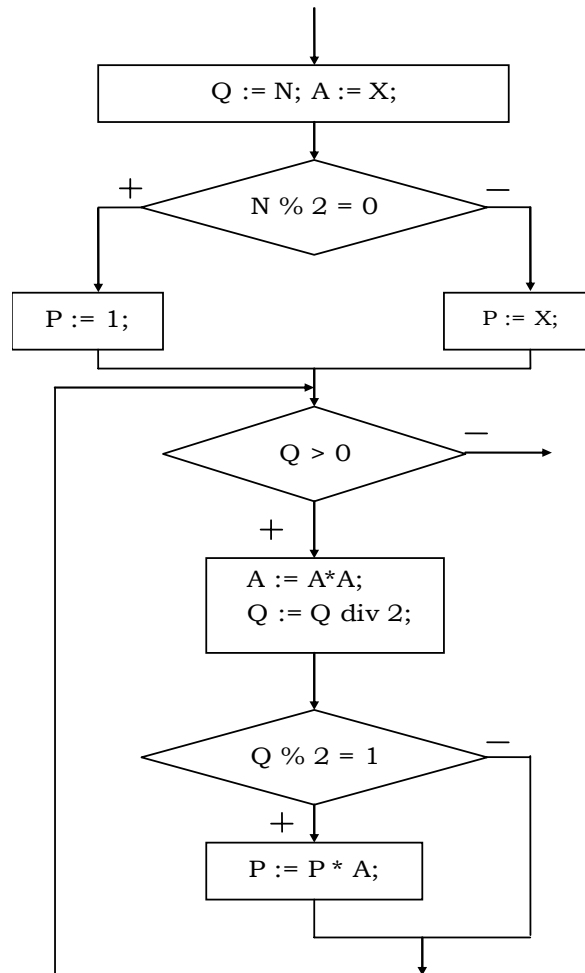 Q := N; A := X;
+
–
N % 2 = 0
P := 1;
P := X;
–
Q > 0
+
A := A*A;
Q := Q div 2;
–
Q % 2 = 1
+
P := P * A;